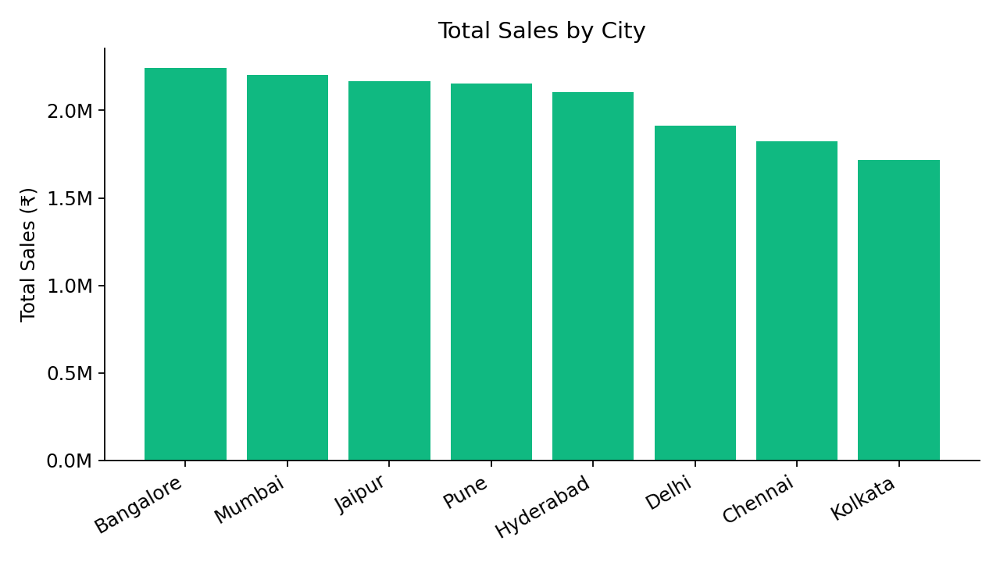 Total Sales by City
Total Sales (₹)
2.0M
1.5M
1.0M
0.5M
0.0M
Bangalore
Mumbai
Jaipur
Pune
Hyderabad
Delhi
Chennai
Kolkata